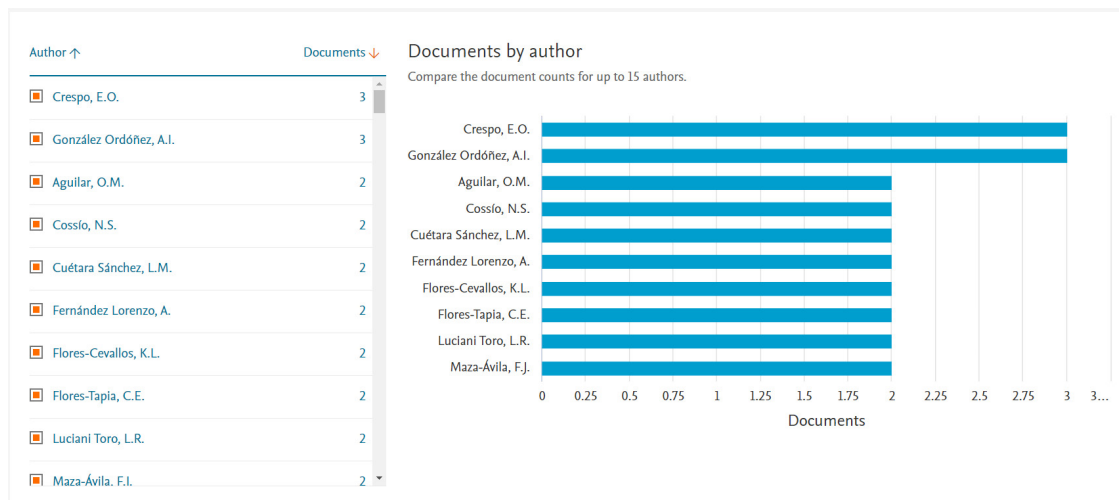 Author ↑ Documents ↓
Crespo, E.O. 3
González Ordóñez, A.I. 3
Aguilar, O.M. 2
Cossío, N.S. 2
Cuétara Sánchez, L.M. 2
Fernández Lorenzo, A. 2
Flores-Cevallos, K.L. 2
Flores-Tapia, C.E. 2
Luciani Toro, L.R. 2
Maza-Ávila, F.J. 2
Documents by author
Compare the document counts for up to 15 authors.
Crespo, E.O.
González Ordóñez, A.I.
Aguilar, O.M.
Cossío, N.S.
Cuétara Sánchez, L.M.
Fernández Lorenzo, A.
Flores-Cevallos, K.L.
Flores-Tapia, C.E.
Luciani Toro, L.R.
Maza-Ávila, F.J.
0 0.25 0.5 0.75 1 1.25 1.5 1.75 2 2.25 2.5 2.75 3 3...
Documents